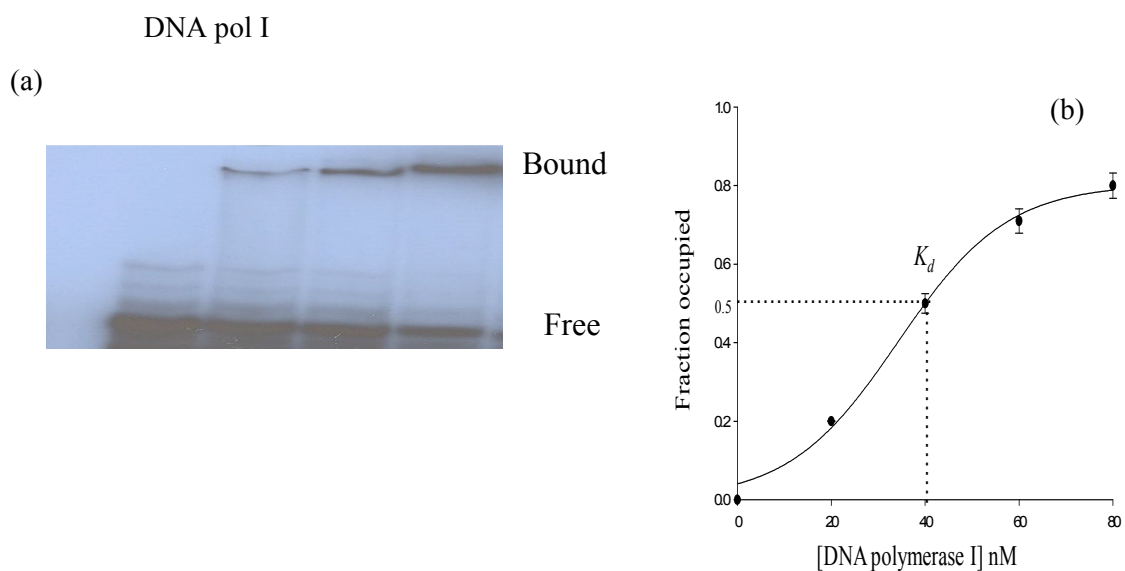 DNA pol I
(a)
Bound
Free
(b)
1.0
0.8
0.6
0.5
0.4
0.2
0.0
Fraction occupied
K_d
0 20 40 60 80
[DNA polymerase I] nM